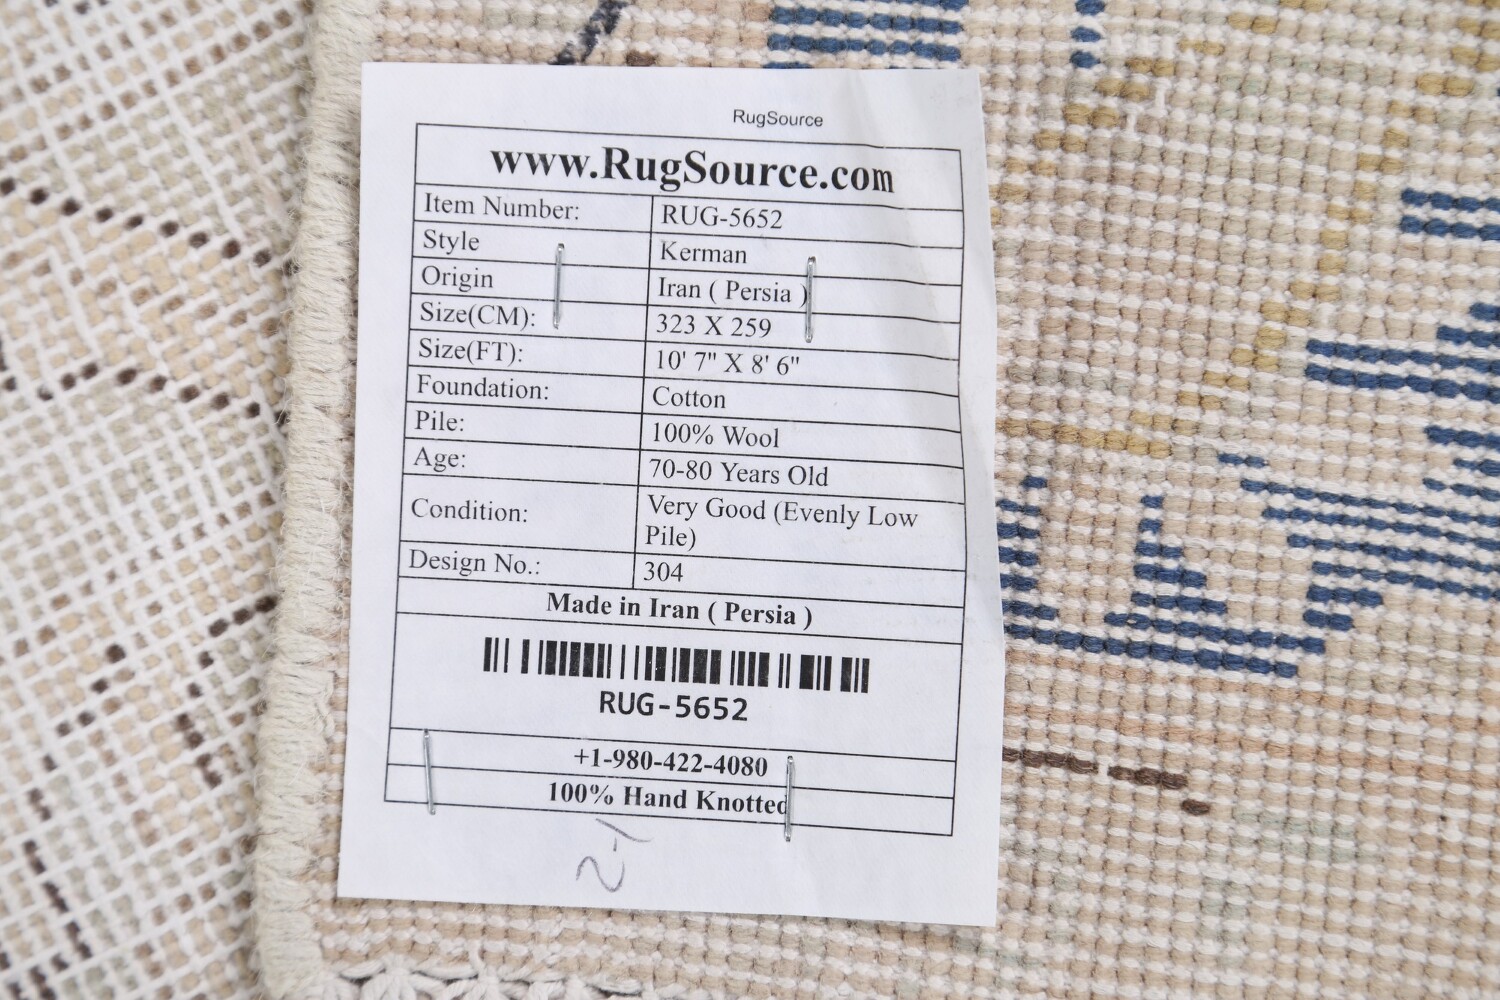 RugSource
www.RugSource.com
Item Number: RUG-5652
Style Kerman
Origin Iran ( Persia )
Size(CM): 323 X 259
Size(FT): 10' 7" X 8' 6"
Foundation: Cotton
Pile: 100% Wool
Age: 70-80 Years Old
Condition: Very Good (Evenly Low
Pile)
Design No.: 304
Made in Iran ( Persia )
RUG-5652
+1-980-422-4080
100% Hand Knotted